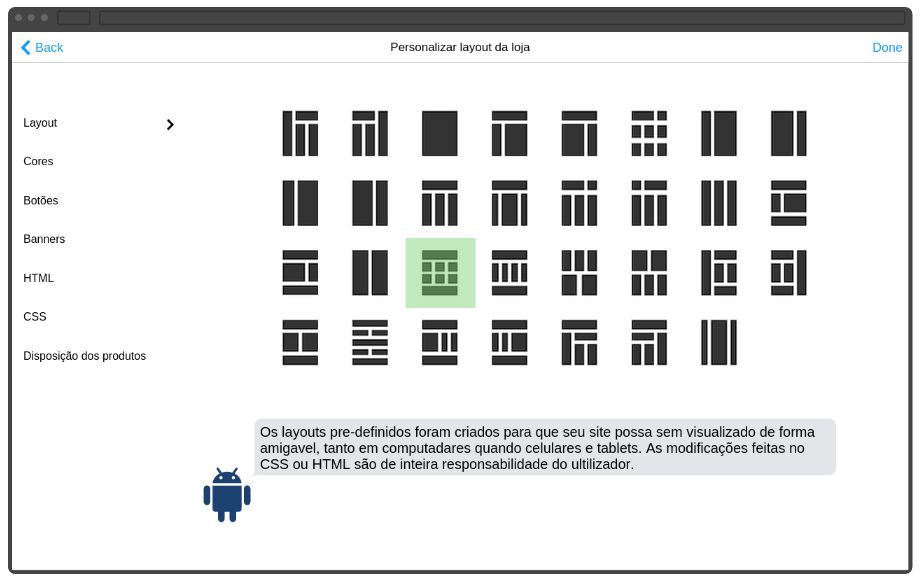 Back
Personalizar layout da loja
Done
Layout
Cores
Botões
Banners
HTML
CSS
Disposição dos produtos
Os layouts pre-definidos foram criados para que seu site possa sem visualizado de forma
amigavel, tanto em computadares quando celulares e tablets. As modificações feitas no
CSS ou HTML são de inteira responsabilidade do ultilizador.